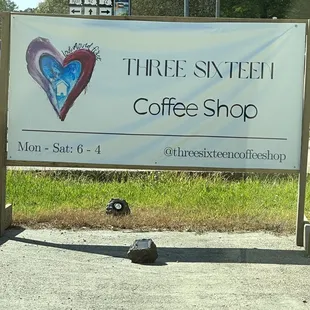 THREE SIXTEEN
Coffee Shop
Mon - Sat: 6 - 4
@threesixteencoffeeshop